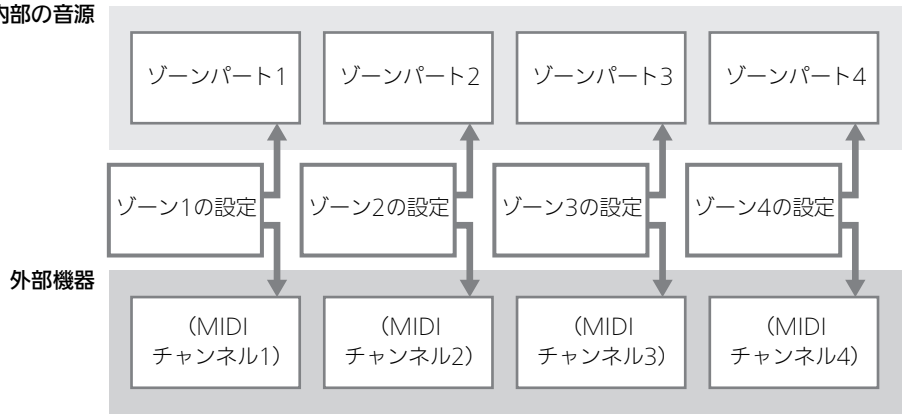 部の音源
ゾーンパート1
ゾーンパート2
ゾーンパート3
ゾーンパート4
ゾーン1の設定
ゾーン2の設定
ゾーン3の設定
ゾーン4の設定
外部機器
(MIDI
チャンネル1)
(MIDI
チャンネル2)
(MIDI
チャンネル3)
(MIDI
チャンネル4)